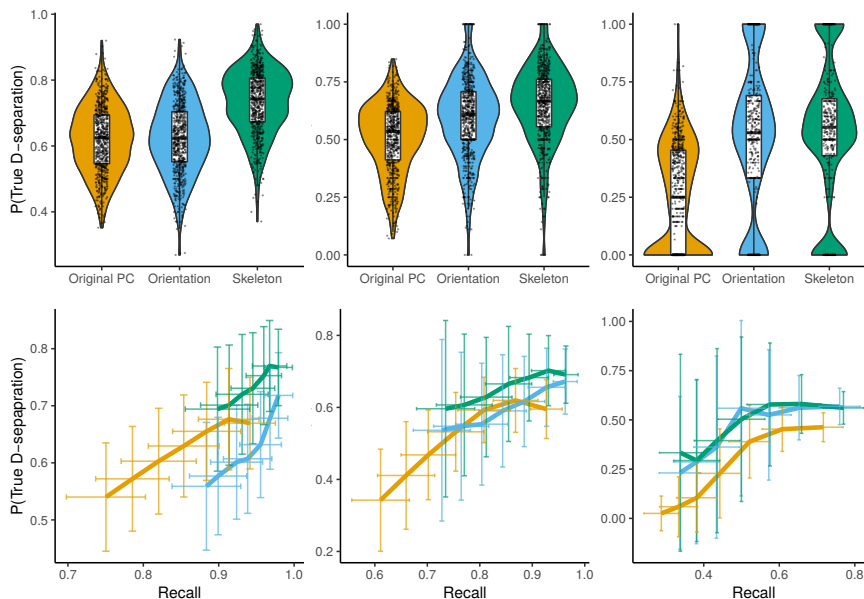 P(True D−separation)
1.0
0.8
0.6
0.4
Original PC Orientation Skeleton
1.00
0.75
0.50
0.25
0.00
Original PC Orientation Skeleton
1.00
0.75
0.50
0.25
0.00
Original PC Orientation Skeleton
P(True D−sepapration)
0.8
0.7
0.6
0.5
0.7 0.8 0.9 1.0
Recall
0.8
0.6
0.4
0.2
0.6 0.7 0.8 0.9 1.0
Recall
1.00
0.75
0.50
0.25
0.00
0.4 0.6 0.8
Recall